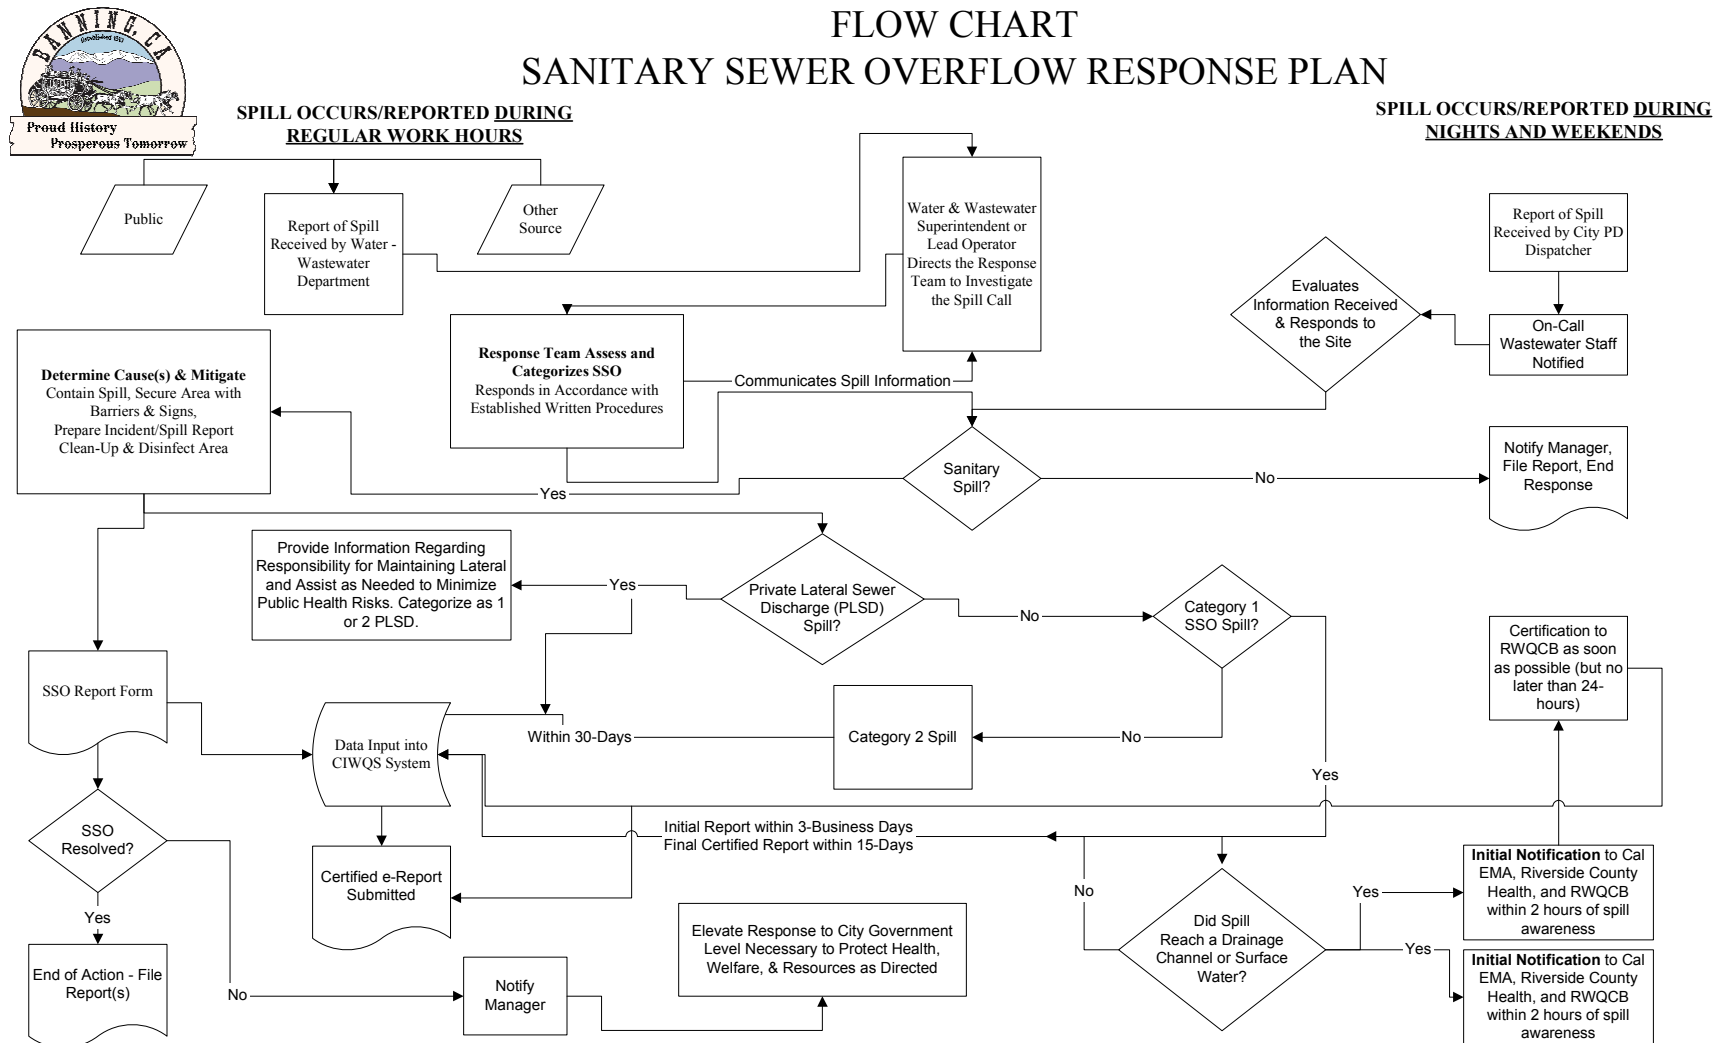 FLOW CHART
SANITARY SEWER OVERFLOW RESPONSE PLAN
BANNING, CA
Established 1913
Proud History
Prosperous Tomorrow
SPILL OCCURS/REPORTED DURING
REGULAR WORK HOURS
SPILL OCCURS/REPORTED DURING
NIGHTS AND WEEKENDS
Public
Report of Spill
Received by Water -
Wastewater
Department
Other
Source
Water & Wastewater
Superintendent or
Lead Operator
Directs the Response
Team to Investigate
the Spill Call
Report of Spill
Received by City PD
Dispatcher
Evaluates
Information Received
& Responds to
the Site
On-Call
Wastewater Staff
Notified
Determine Cause(s) & Mitigate
Contain Spill, Secure Area with
Barriers & Signs,
Prepare Incident/Spill Report
Clean-Up & Disinfect Area
Response Team Assess and
Categorizes SSO
Responds in Accordance with
Established Written Procedures
Communicates Spill Information
Sanitary
Spill?
Yes
No
Notify Manager,
File Report, End
Response
Provide Information Regarding
Responsibility for Maintaining Lateral
and Assist as Needed to Minimize
Public Health Risks. Categorize as 1
or 2 PLSD.
Yes
Private Lateral Sewer
Discharge (PLSD)
Spill?
No
Category 1
SSO Spill?
Certification to
RWQCB as soon
as possible (but no
later than 24-
hours)
SSO Report Form
Data Input into
CIWQS System
Within 30-Days
Category 2 Spill
No
Yes
SSO
Resolved?
Initial Report within 3-Business Days
Final Certified Report within 15-Days
Certified e-Report
Submitted
No
Did Spill
Reach a Drainage
Channel or Surface
Water?
Yes
Initial Notification to Cal
EMA, Riverside County
Health, and RWQCB
within 2 hours of spill
awareness
Yes
Initial Notification to Cal
EMA, Riverside County
Health, and RWQCB
within 2 hours of spill
awareness
Yes
End of Action - File
Report(s)
No
Notify
Manager
Elevate Response to City Government
Level Necessary to Protect Health,
Welfare, & Resources as Directed